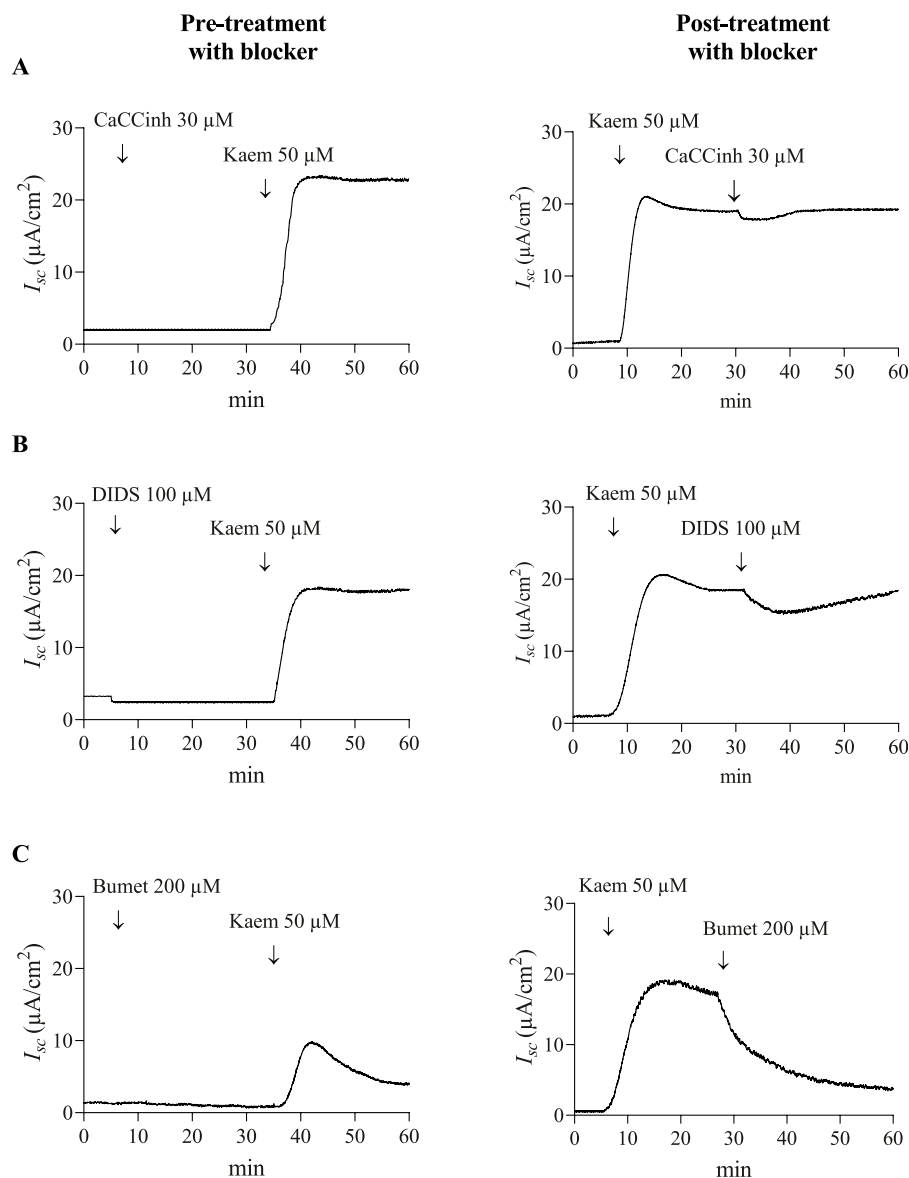 Pre-treatment
with blocker
Post-treatment
with blocker
A
CaCCinh 30 µM
Kaem 50 µM
30
20
10
0
Isc (µA/cm2)
0 10 20 30 40 50 60
min
Kaem 50 µM
CaCCinh 30 µM
30
20
10
0
Isc (µA/cm2)
0 10 20 30 40 50 60
min
B
DIDS 100 µM
Kaem 50 µM
30
20
10
0
Isc (µA/cm2)
0 10 20 30 40 50 60
min
Kaem 50 µM
DIDS 100 µM
30
20
10
0
Isc (µA/cm2)
0 10 20 30 40 50 60
min
C
Bumet 200 µM
Kaem 50 µM
30
20
10
0
Isc (µA/cm2)
0 10 20 30 40 50 60
min
Kaem 50 µM
Bumet 200 µM
30
20
10
0
Isc (µA/cm2)
0 10 20 30 40 50 60
min